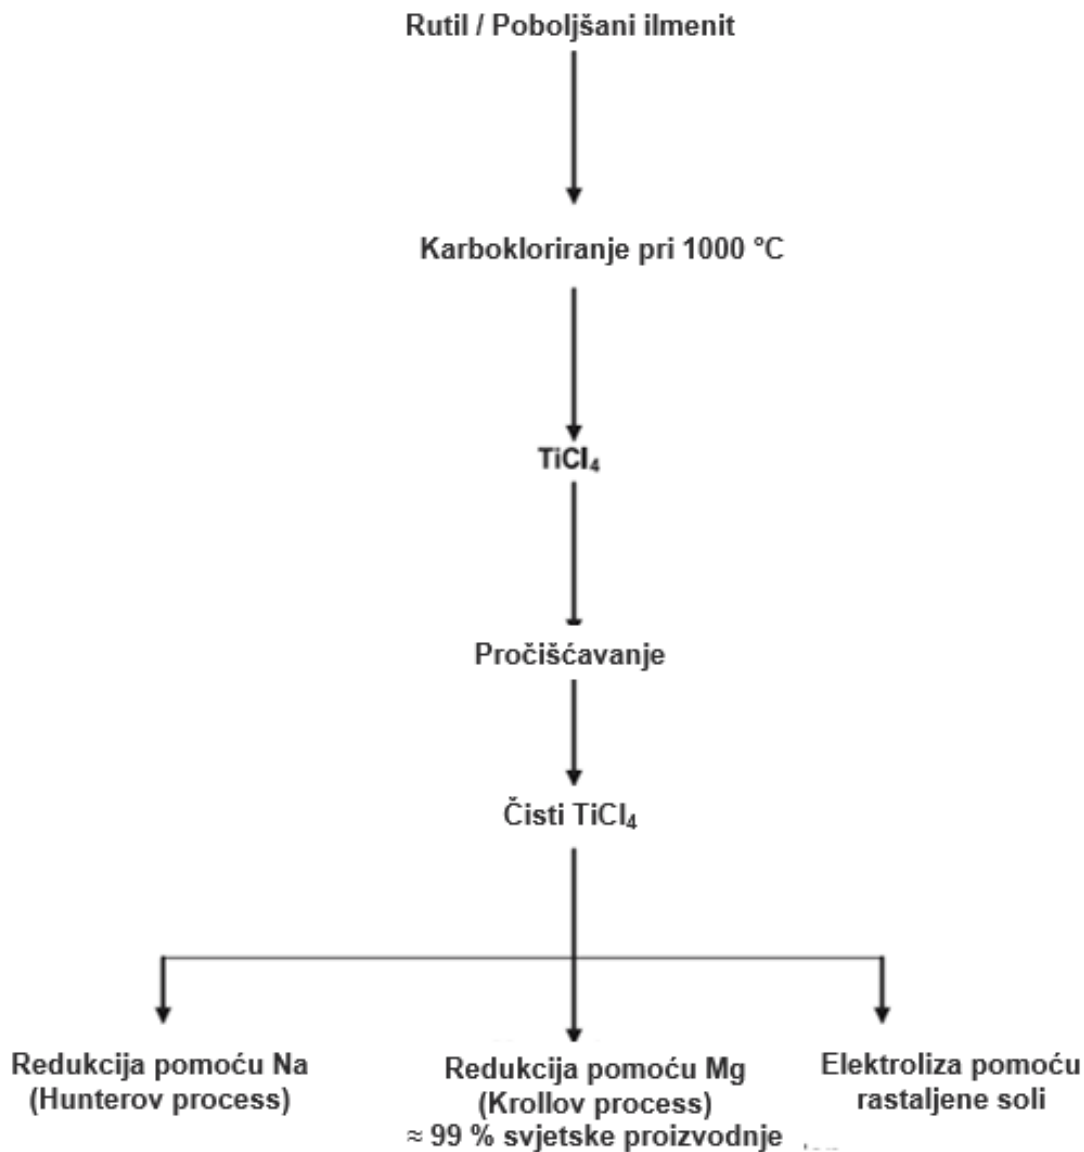 Rutil / Poboljšani ilmenit
Karbokloriranje pri 1000 °C
TiCl₄
Pročišćavanje
Čisti TiCl₄
Redukcija pomoću Na
(Hunterov process)
Redukcija pomoću Mg
(Krollov process)
≈ 99 % svjetske proizvodnje
Elektroliza pomoću
rastaljene soli